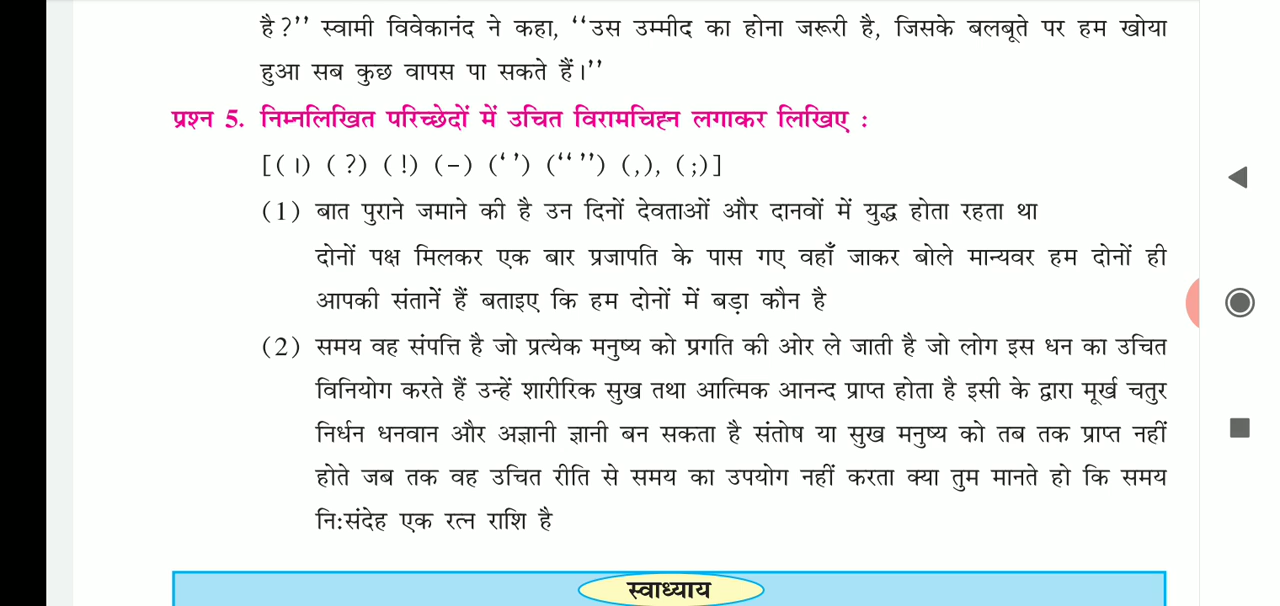 है?’’ स्वामी विवेकानंद ने कहा, ‘‘उस उम्मीद का होना जरूरी है, जिसके बलबूते पर हम खोया
हुआ सब कुछ वापस पा सकते हैं।’’
प्रश्न 5. निम्नलिखित परिच्छेदों में उचित विरामचिह्न लगाकर लिखिए :
[(।) (?) (!) (–) (‘ ’) (‘‘ ’’) (,), (;)]
(1) बात पुराने जमाने की है उन दिनों देवताओं और दानवों में युद्ध होता रहता था
दोनों पक्ष मिलकर एक बार प्रजापति के पास गए वहाँ जाकर बोले मान्यवर हम दोनों ही
आपकी संतानें हैं बताइए कि हम दोनों में बड़ा कौन है
(2) समय वह संपत्ति है जो प्रत्येक मनुष्य को प्रगति की ओर ले जाती है जो लोग इस धन का उचित
विनियोग करते हैं उन्हें शारीरिक सुख तथा आत्मिक आनन्द प्राप्त होता है इसी के द्वारा मूर्ख चतुर
निर्धन धनवान और अज्ञानी ज्ञानी बन सकता है संतोष या सुख मनुष्य को तब तक प्राप्त नहीं
होते जब तक वह उचित रीति से समय का उपयोग नहीं करता क्या तुम मानते हो कि समय
नि:संदेह एक रत्न राशि है
स्वाध्याय